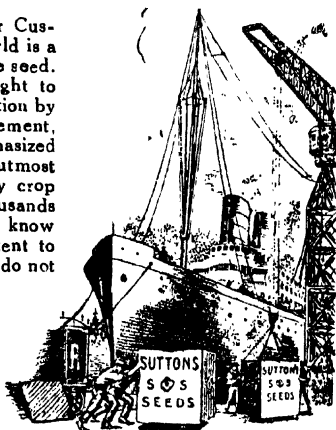 r Cus-
rld is a
e seed.
ght to
tion by
ement,
hasized
utmost
y crop
usands
know
ent to
do not
SUTTONS
S S
SEEDS
SUTTONS
S S
SEEDS